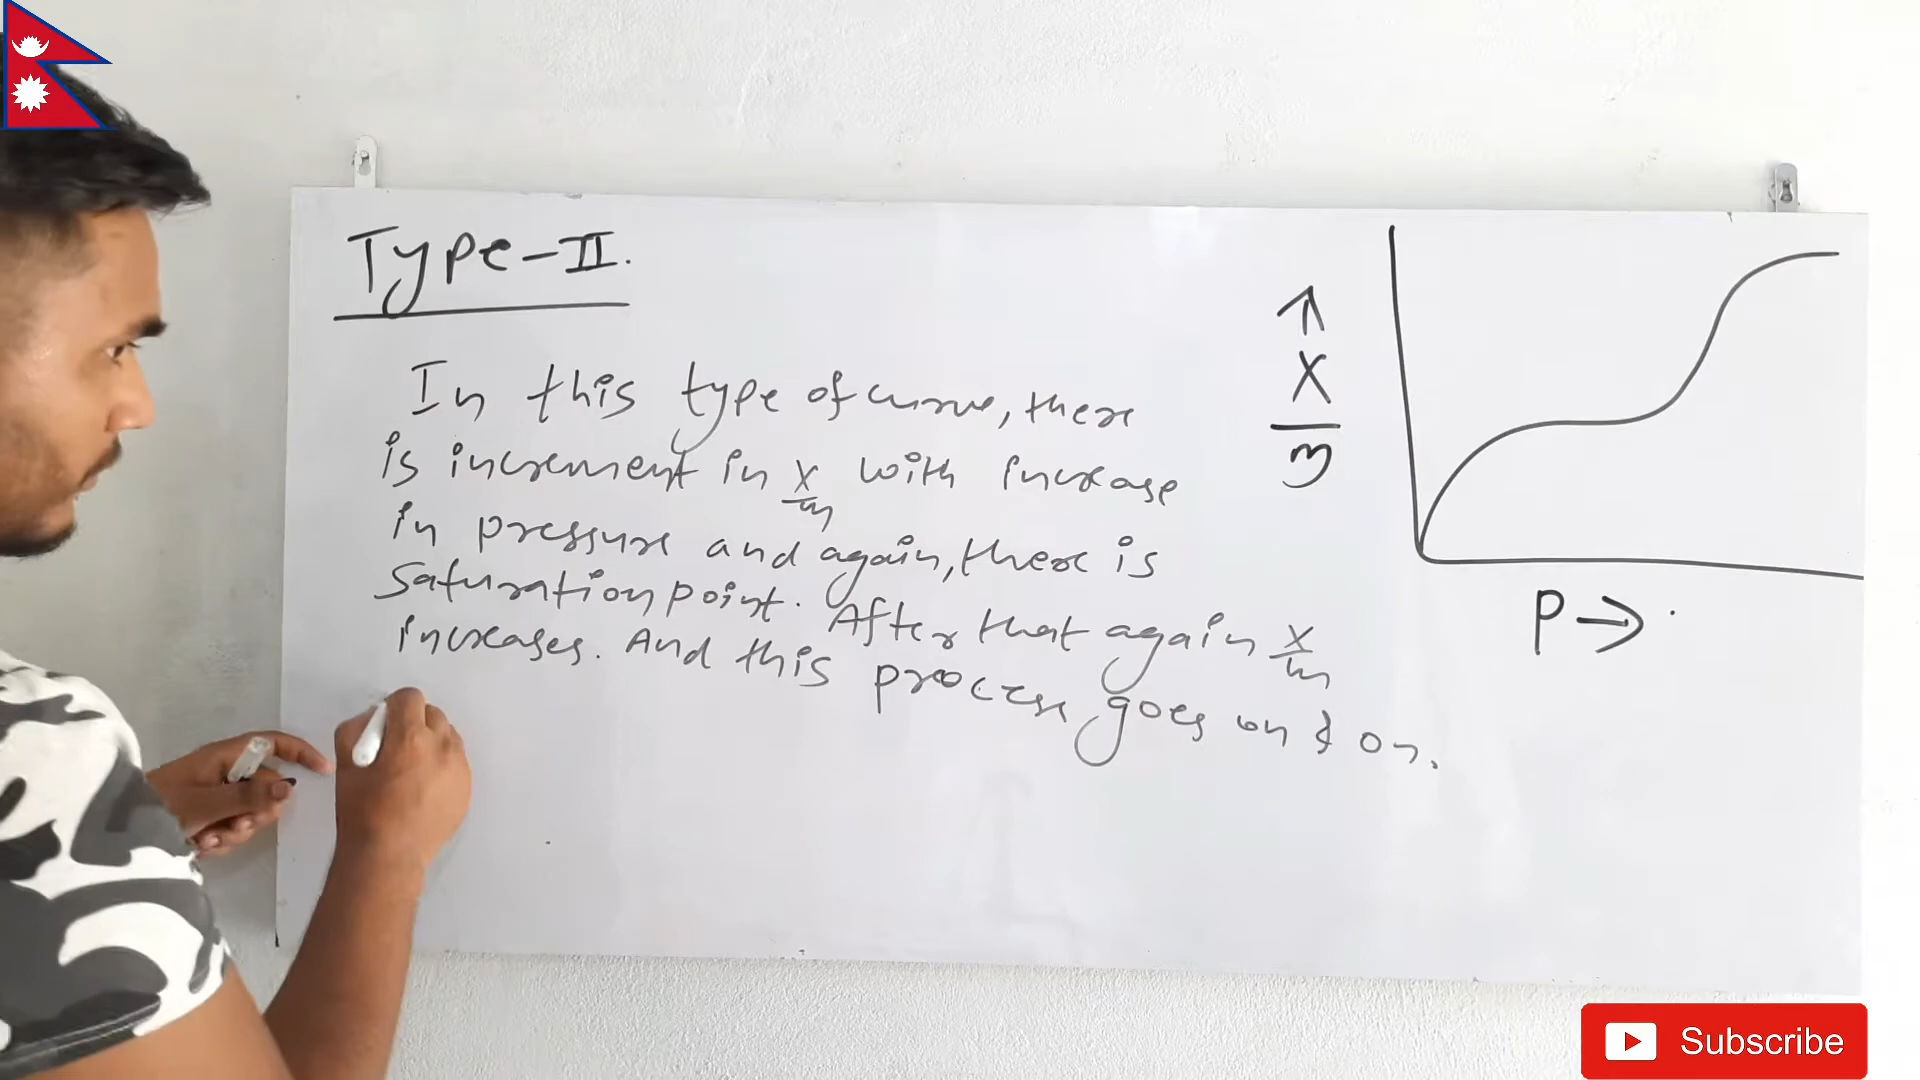 Type-II.
In this type of curve, there
is increment in x/m with increase
in pressure and again, there is
saturation point. After that again x/m
increases. And this process goes on & on.
↑
x/m
P→
Subscribe